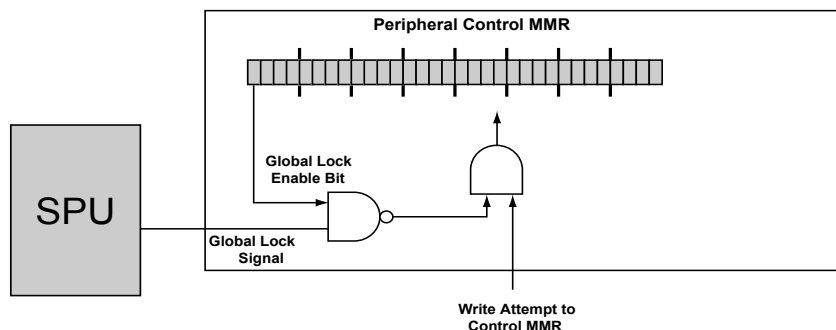 Peripheral Control MMR
Global Lock
Enable Bit
SPU
Global Lock
Signal
Write Attempt to
Control MMR